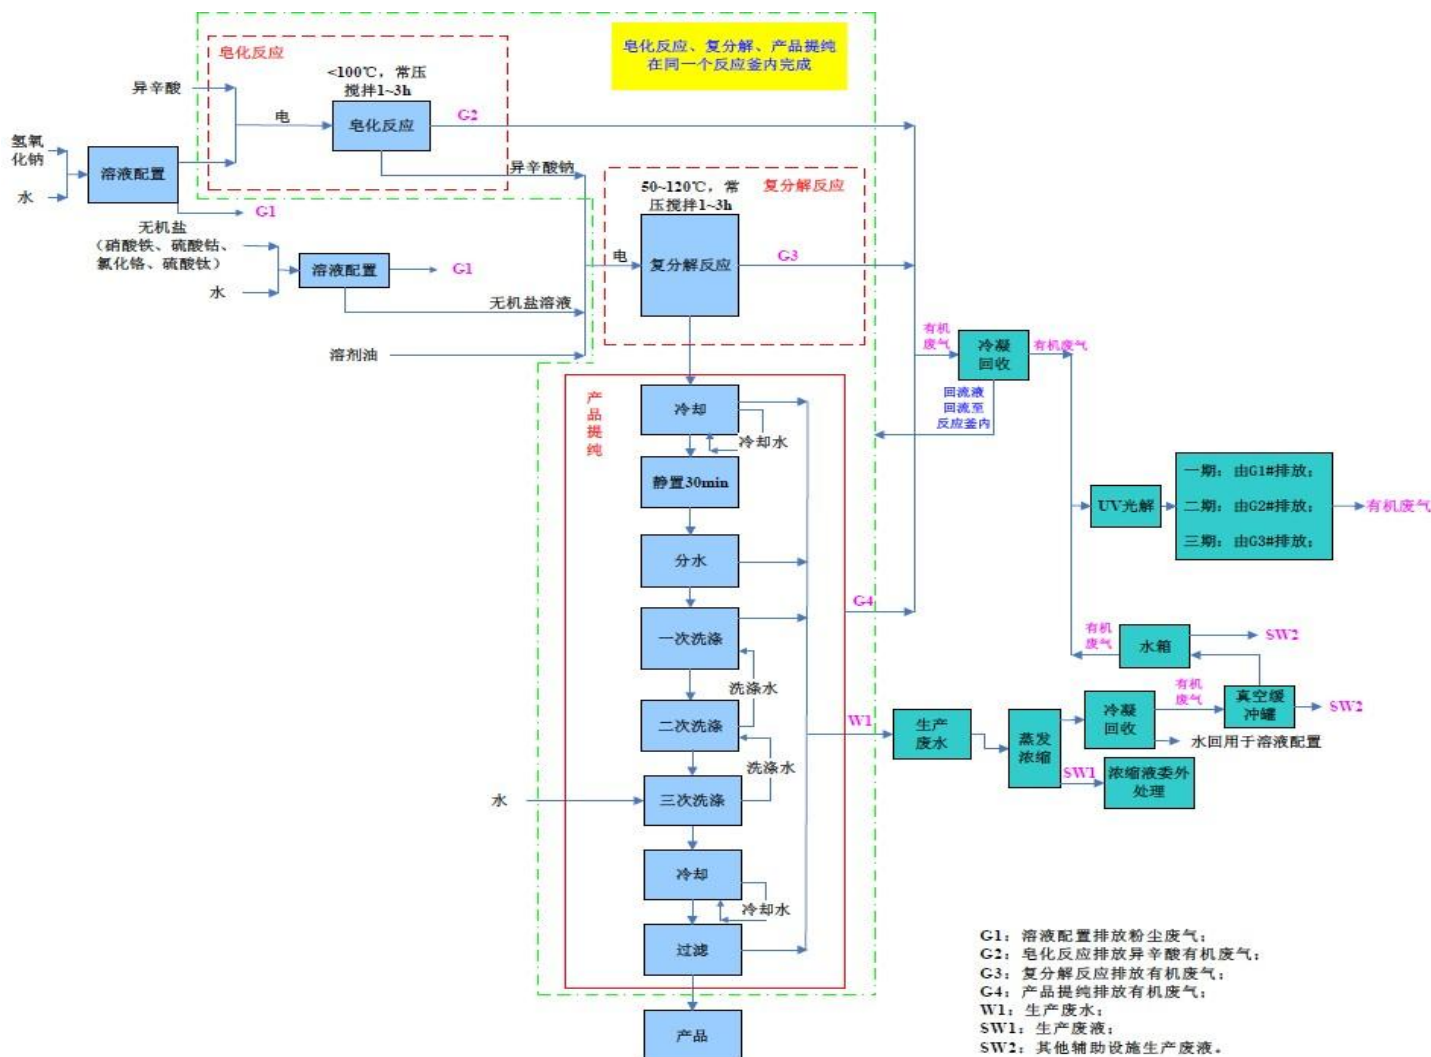 皂化反应、复分解、产品提纯
在同一个反应釜内完成
皂化反应
<100℃，常压
搅拌1~3h
异辛酸
电
皂化反应
G2
氢氧
化钠
溶液配置
水
G1
异辛酸钠
50~120℃，常
压搅拌1~3h
复分解反应
无机盐
（硝酸铁、硫酸钴、
氯化铬、硫酸钛）
溶液配置
G1
水
电
复分解反应
G3
无机盐溶液
溶剂油
有机
废气
冷凝
回收
有机废气
回流液
回流至
反应釜内
产品提纯
冷却
冷却水
静置30min
分水
一次洗涤
洗涤水
二次洗涤
洗涤水
水
三次洗涤
冷却
冷却水
过滤
产品
G4
W1
UV光解
一期：由G1#排放；
二期：由G2#排放；
三期：由G3#排放；
有机废气
有机
废气
水箱
SW2
生产
废水
蒸发
浓缩
冷凝
回收
有机
废气
真空缓
冲罐
SW2
水回用于溶液配置
SW1
浓缩液委外
处理
G1：溶液配置排放粉尘废气；
G2：皂化反应排放异辛酸有机废气；
G3：复分解反应排放有机废气；
G4：产品提纯排放有机废气；
W1：生产废水；
SW1：生产废液；
SW2：其他辅助设施生产废液。